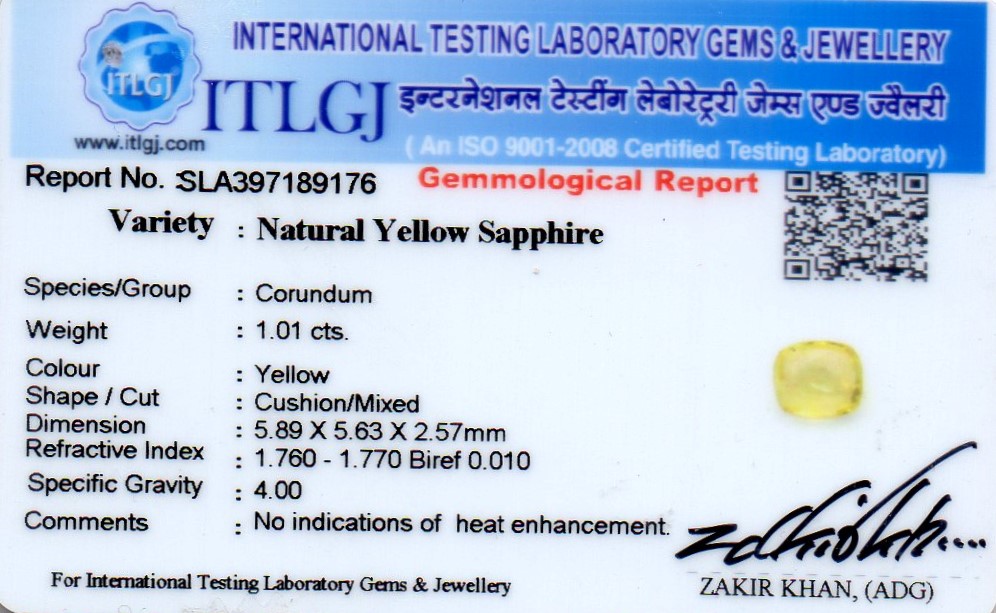 INTERNATIONAL TESTING LABORATORY GEMS & JEWELLERY
ITLGJ
ITLGJ इन्टरनेशनल टेस्टींग लेबोरेट्ररी जेम्स एण्ड ज्वैलरी
www.itlgj.com
( An ISO 9001-2008 Certified Testing Laboratory)
Report No. :SLA397189176 Gemmological Report
Variety : Natural Yellow Sapphire
Species/Group : Corundum
Weight : 1.01 cts.
Colour : Yellow
Shape / Cut : Cushion/Mixed
Dimension : 5.89 X 5.63 X 2.57mm
Refractive Index : 1.760 - 1.770 Biref 0.010
Specific Gravity : 4.00
Comments : No indications of heat enhancement.
For International Testing Laboratory Gems & Jewellery
ZAKIR KHAN, (ADG)